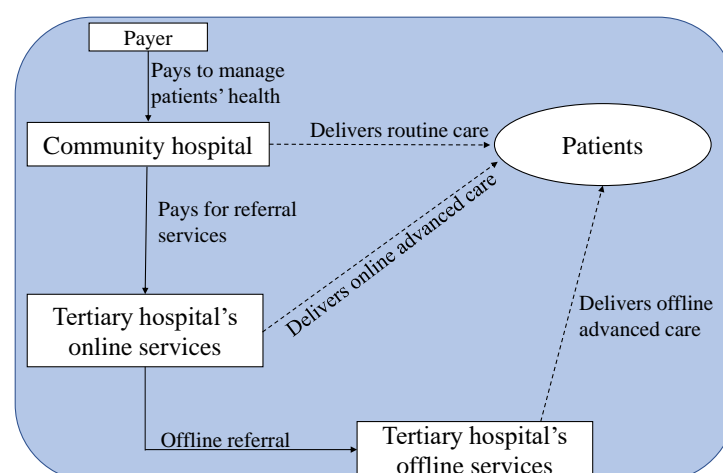 Payer
Pays to manage
patients’ health
Community hospital
Delivers routine care
Patients
Pays for referral
services
Delivers online advanced care
Tertiary hospital’s
online services
Delivers offline
advanced care
Offline referral
Tertiary hospital’s
offline services